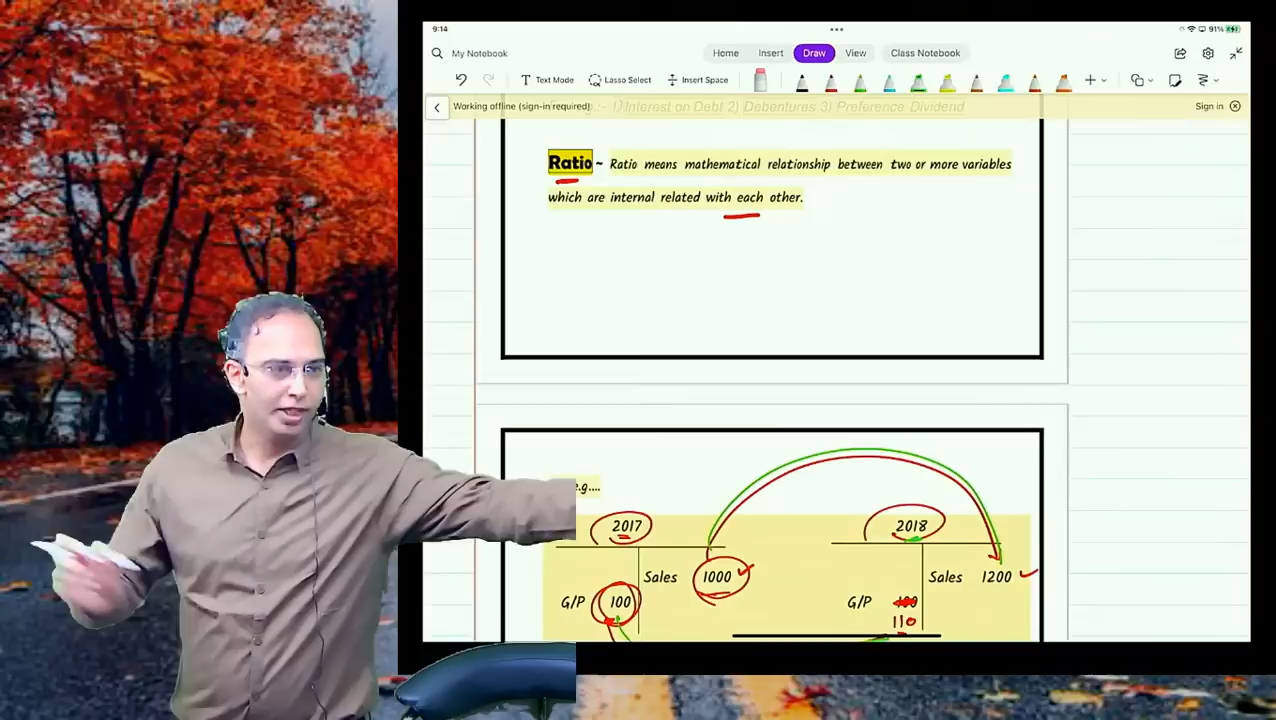 9:14
91%
My Notebook
Home Insert Draw View Class Notebook
Text Mode Lasso Select Insert Space
Working offline (sign-in required)
Sign in
1) Interest on Debt 2) Debentures 3) Preference Dividend
Ratio ~ Ratio means mathematical relationship between two or more variables
which are internal related with each other.
e.g....
2017 2018
Sales 1000 Sales 1200
G/P 100 G/P 100
110